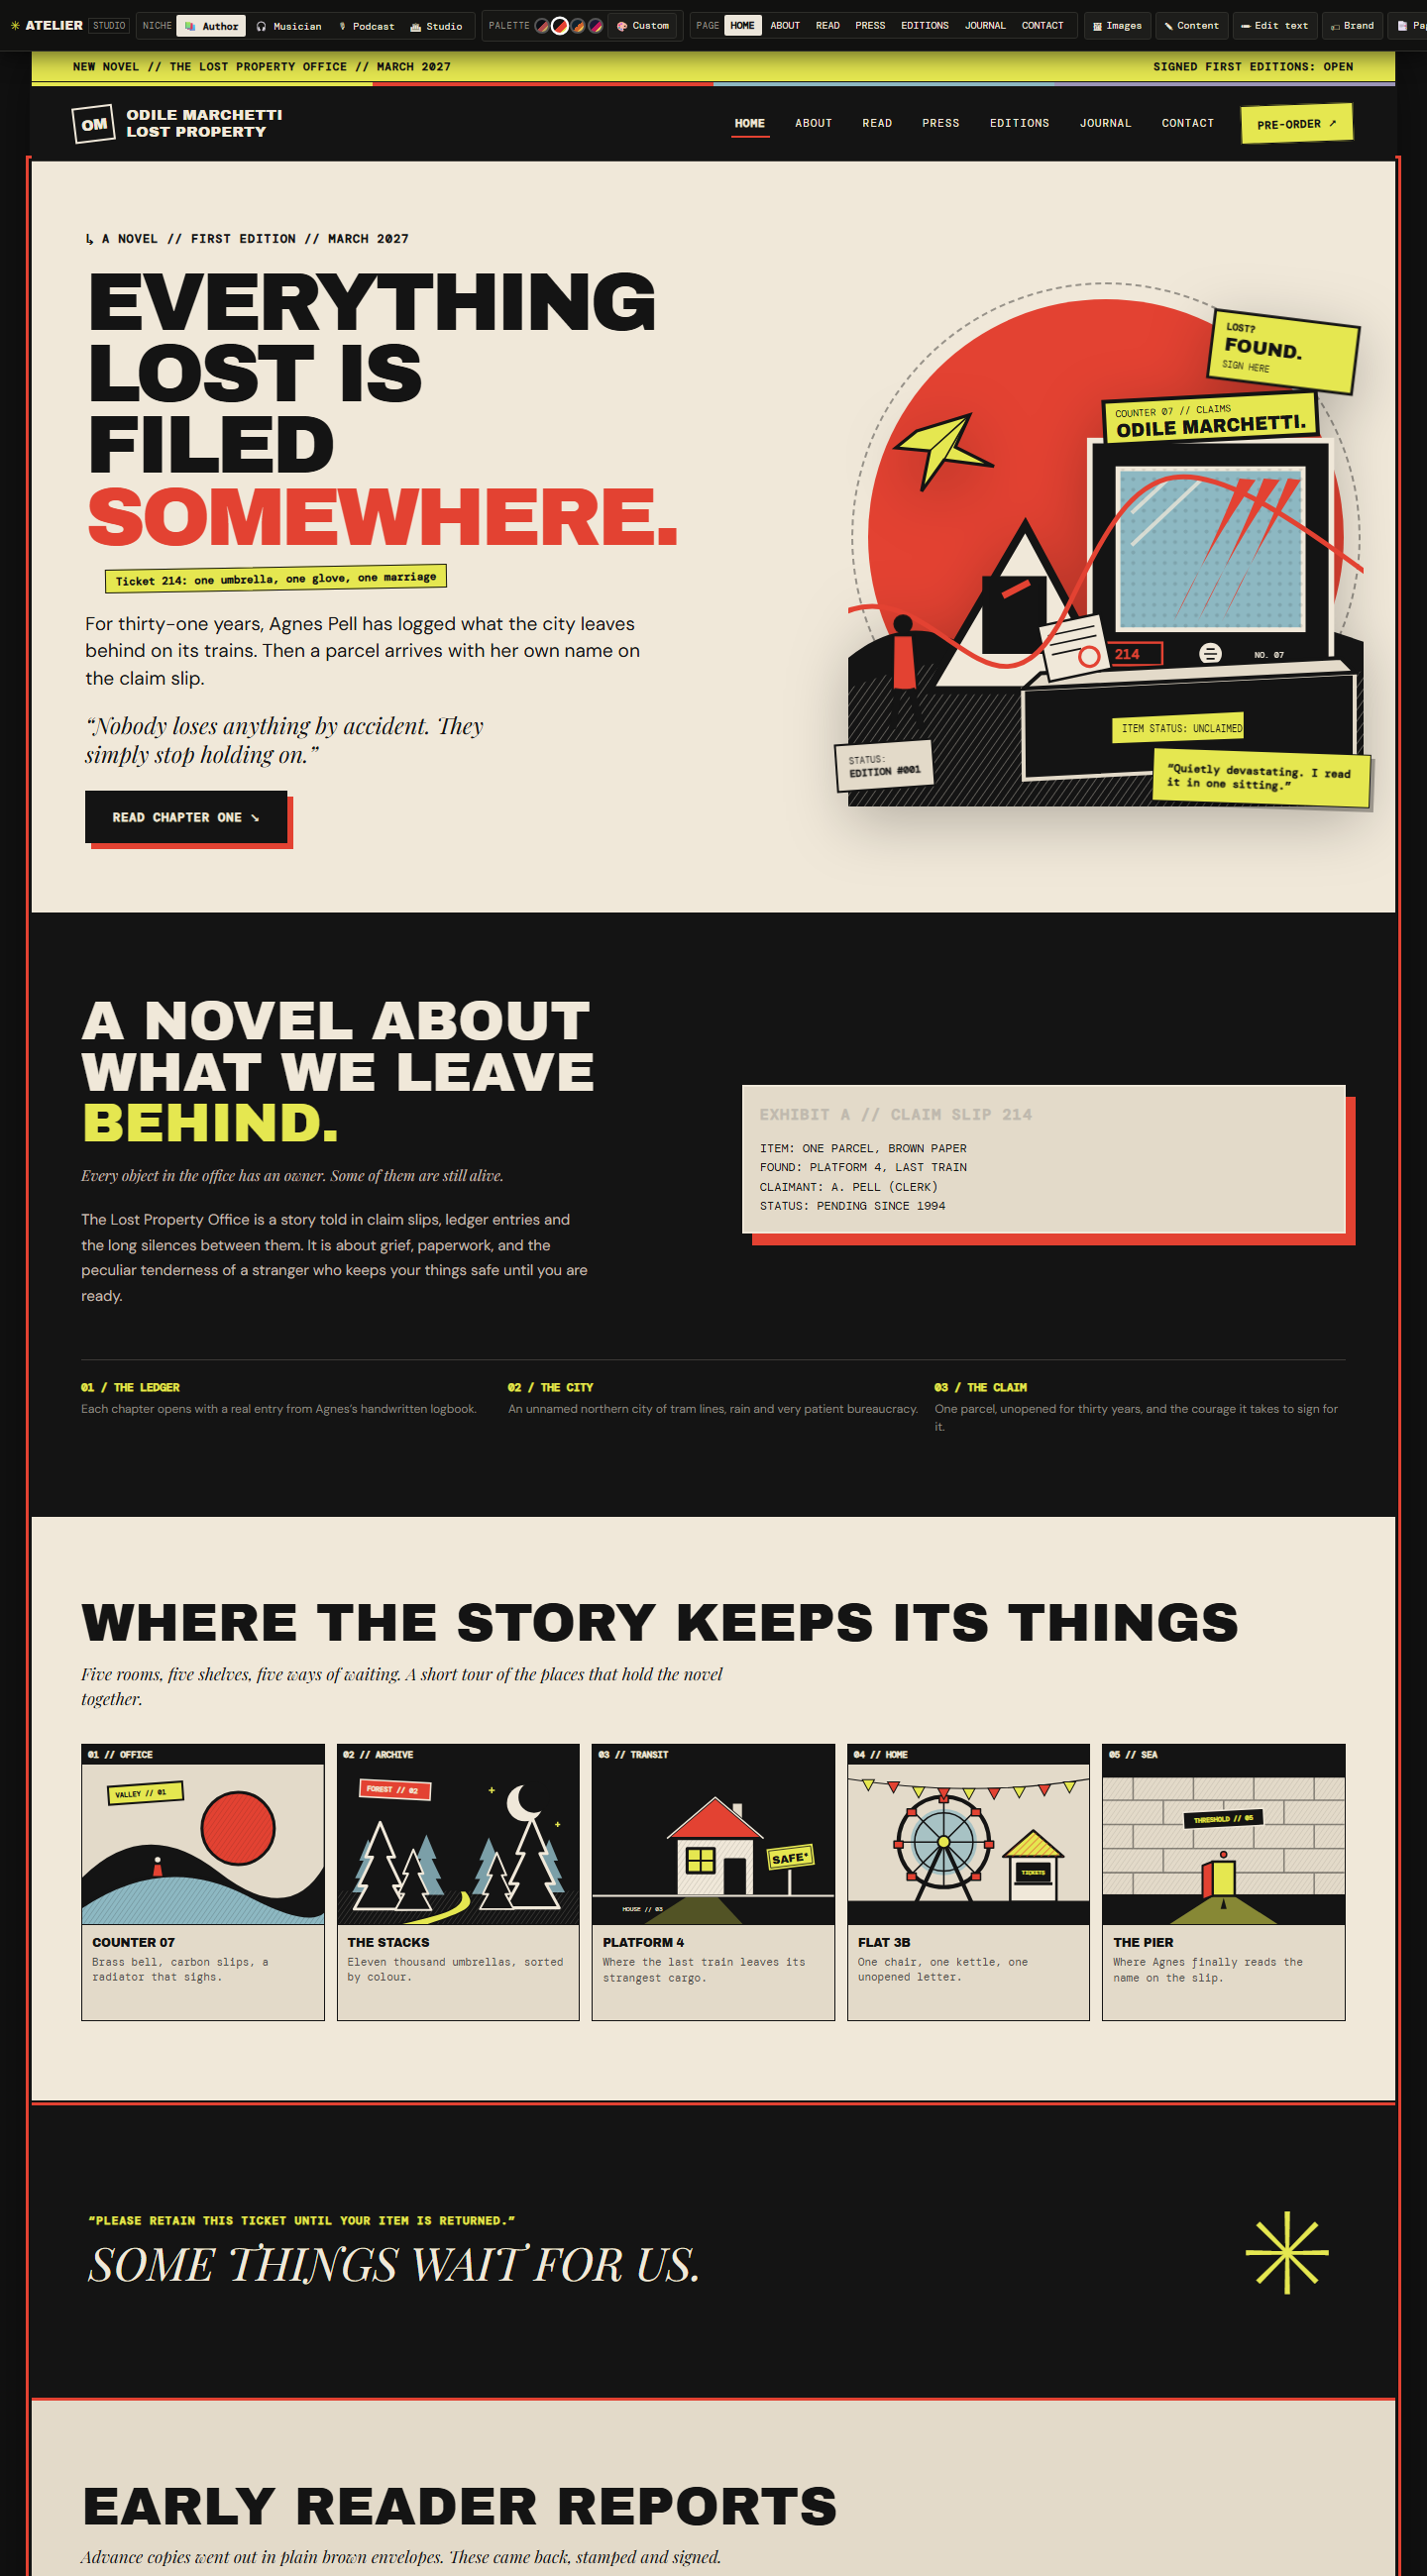 ATELIER STUDIO NICHE Author Musician Podcast Studio PALETTE Custom PAGE HOME ABOUT READ PRESS EDITIONS JOURNAL CONTACT Images Content Edit text Brand
NEW NOVEL // THE LOST PROPERTY OFFICE // MARCH 2027
SIGNED FIRST EDITIONS: OPEN
OM
ODILE MARCHETTI
LOST PROPERTY
HOME ABOUT READ PRESS EDITIONS JOURNAL CONTACT PRE-ORDER ↗
↳ A NOVEL // FIRST EDITION // MARCH 2027
EVERYTHING
LOST IS
FILED
SOMEWHERE.
Ticket 214: one umbrella, one glove, one marriage
For thirty-one years, Agnes Pell has logged what the city leaves
behind on its trains. Then a parcel arrives with her own name on
the claim slip.
“Nobody loses anything by accident. They
simply stop holding on.”
READ CHAPTER ONE ↘
LOST?
FOUND.
SIGN HERE
COUNTER 07 // CLAIMS
ODILE MARCHETTI.
214
NO. 07
ITEM STATUS: UNCLAIMED
STATUS:
EDITION #001
“Quietly devastating. I read
it in one sitting.”
A NOVEL ABOUT
WHAT WE LEAVE
BEHIND.
Every object in the office has an owner. Some of them are still alive.
The Lost Property Office is a story told in claim slips, ledger entries and
the long silences between them. It is about grief, paperwork, and the
peculiar tenderness of a stranger who keeps your things safe until you are
ready.
EXHIBIT A // CLAIM SLIP 214
ITEM: ONE PARCEL, BROWN PAPER
FOUND: PLATFORM 4, LAST TRAIN
CLAIMANT: A. PELL (CLERK)
STATUS: PENDING SINCE 1994
01 / THE LEDGER
Each chapter opens with a real entry from Agnes’s handwritten logbook.
02 / THE CITY
An unnamed northern city of tram lines, rain and very patient bureaucracy.
03 / THE CLAIM
One parcel, unopened for thirty years, and the courage it takes to sign for
it.
WHERE THE STORY KEEPS ITS THINGS
Five rooms, five shelves, five ways of waiting. A short tour of the places that hold the novel
together.
01 // OFFICE
VALLEY // 01
COUNTER 07
Brass bell, carbon slips, a
radiator that sighs.
02 // ARCHIVE
FOREST // 02
THE STACKS
Eleven thousand umbrellas, sorted
by colour.
03 // TRANSIT
SAFE*
HOUSE // 03
PLATFORM 4
Where the last train leaves its
strangest cargo.
04 // HOME
TICKETS
FLAT 3B
One chair, one kettle, one
unopened letter.
05 // SEA
THRESHOLD // 05
THE PIER
Where Agnes finally reads the
name on the slip.
“PLEASE RETAIN THIS TICKET UNTIL YOUR ITEM IS RETURNED.”
SOME THINGS WAIT FOR US.
EARLY READER REPORTS
Advance copies went out in plain brown envelopes. These came back, stamped and signed.